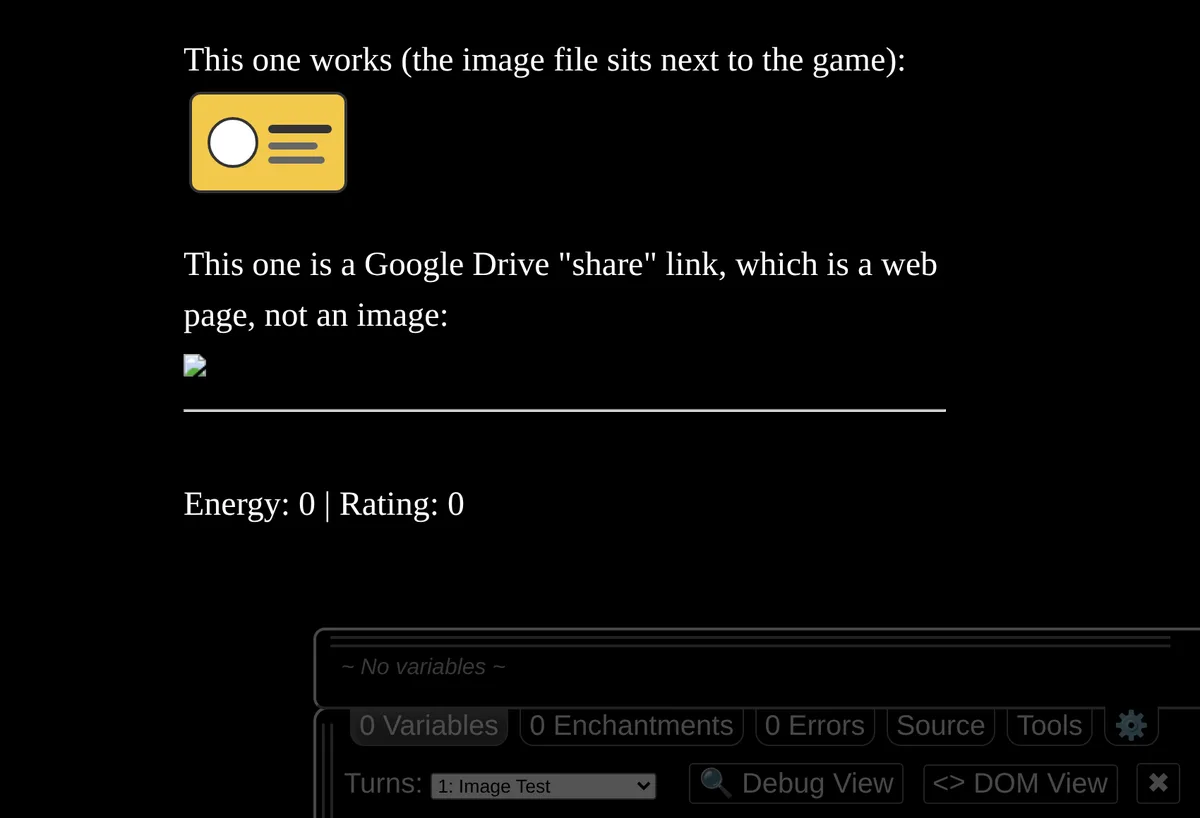 This one works (the image file sits next to the game):
This one is a Google Drive "share" link, which is a web
page, not an image:
Energy: 0 | Rating: 0
~ No variables ~
0 Variables
0 Enchantments
0 Errors
Source
Tools
Turns:
1: Image Test
Debug View
<> DOM View